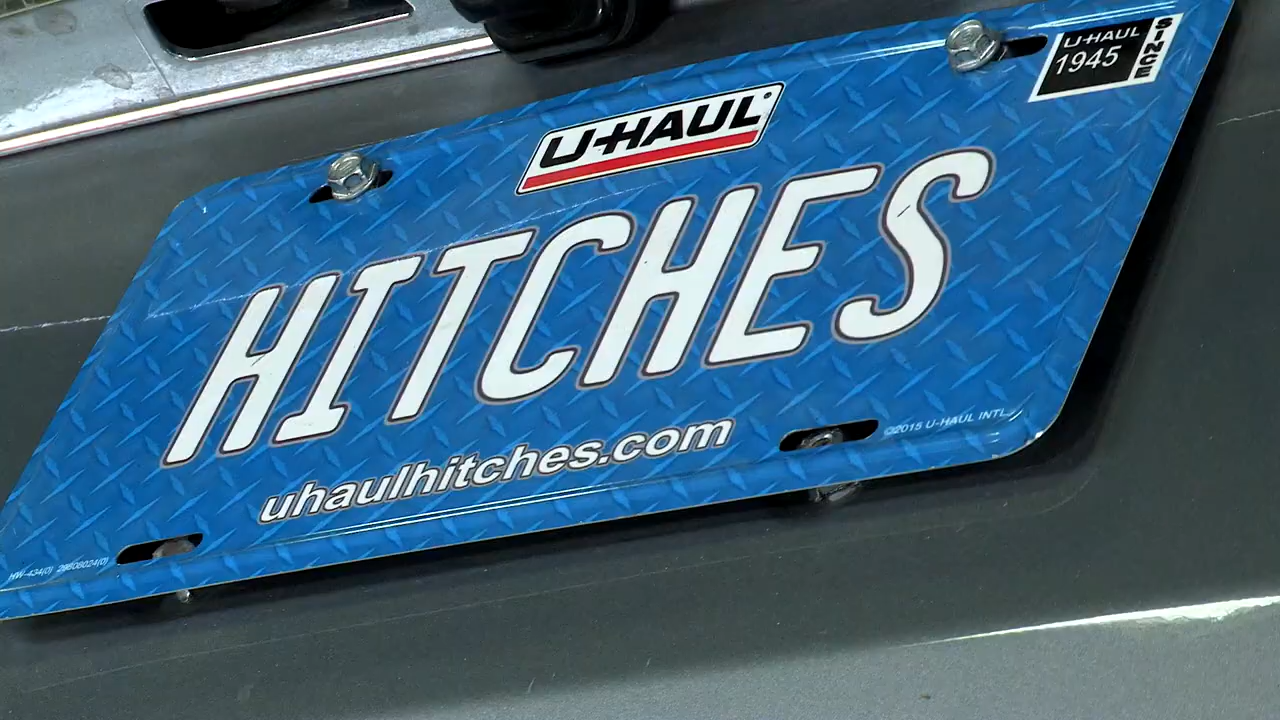 U-HAUL
1945
SINCE
U-HAUL®
HITCHES
uhaulhitches.com
©2015 U-HAUL INTL.